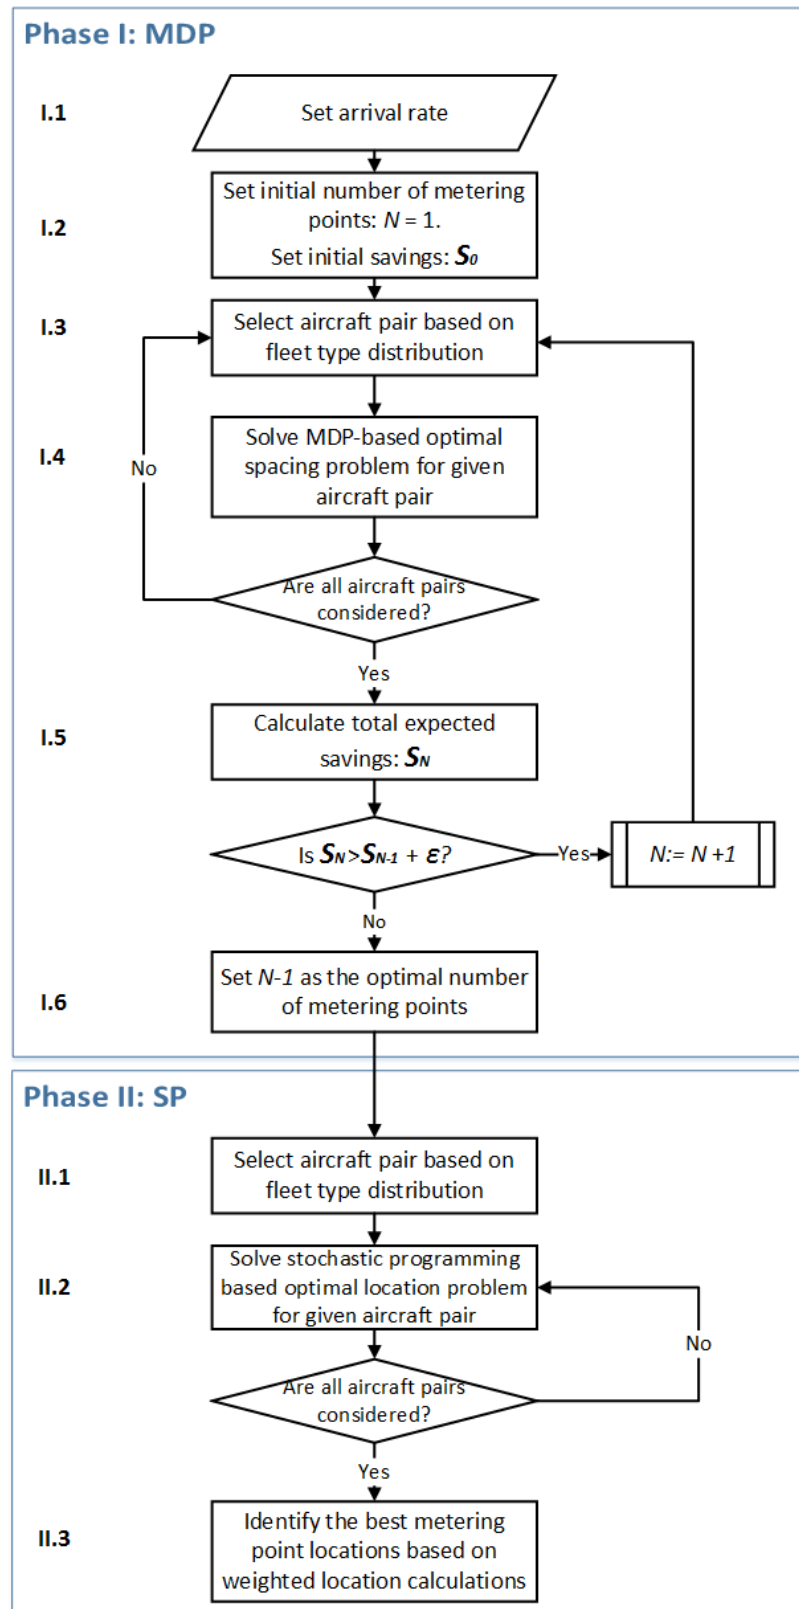 Phase I: MDP
I.1
Set arrival rate
I.2
Set initial number of metering
points: N = 1.
Set initial savings: S0
I.3
Select aircraft pair based on
fleet type distribution
I.4
Solve MDP-based optimal
spacing problem for given
aircraft pair
No
Are all aircraft pairs
considered?
Yes
I.5
Calculate total expected
savings: SN
Is SN>SN-1 + ε?
Yes
N:= N +1
No
I.6
Set N-1 as the optimal number
of metering points
Phase II: SP
II.1
Select aircraft pair based on
fleet type distribution
II.2
Solve stochastic programming
based optimal location problem
for given aircraft pair
No
Are all aircraft pairs
considered?
Yes
II.3
Identify the best metering
point locations based on
weighted location calculations